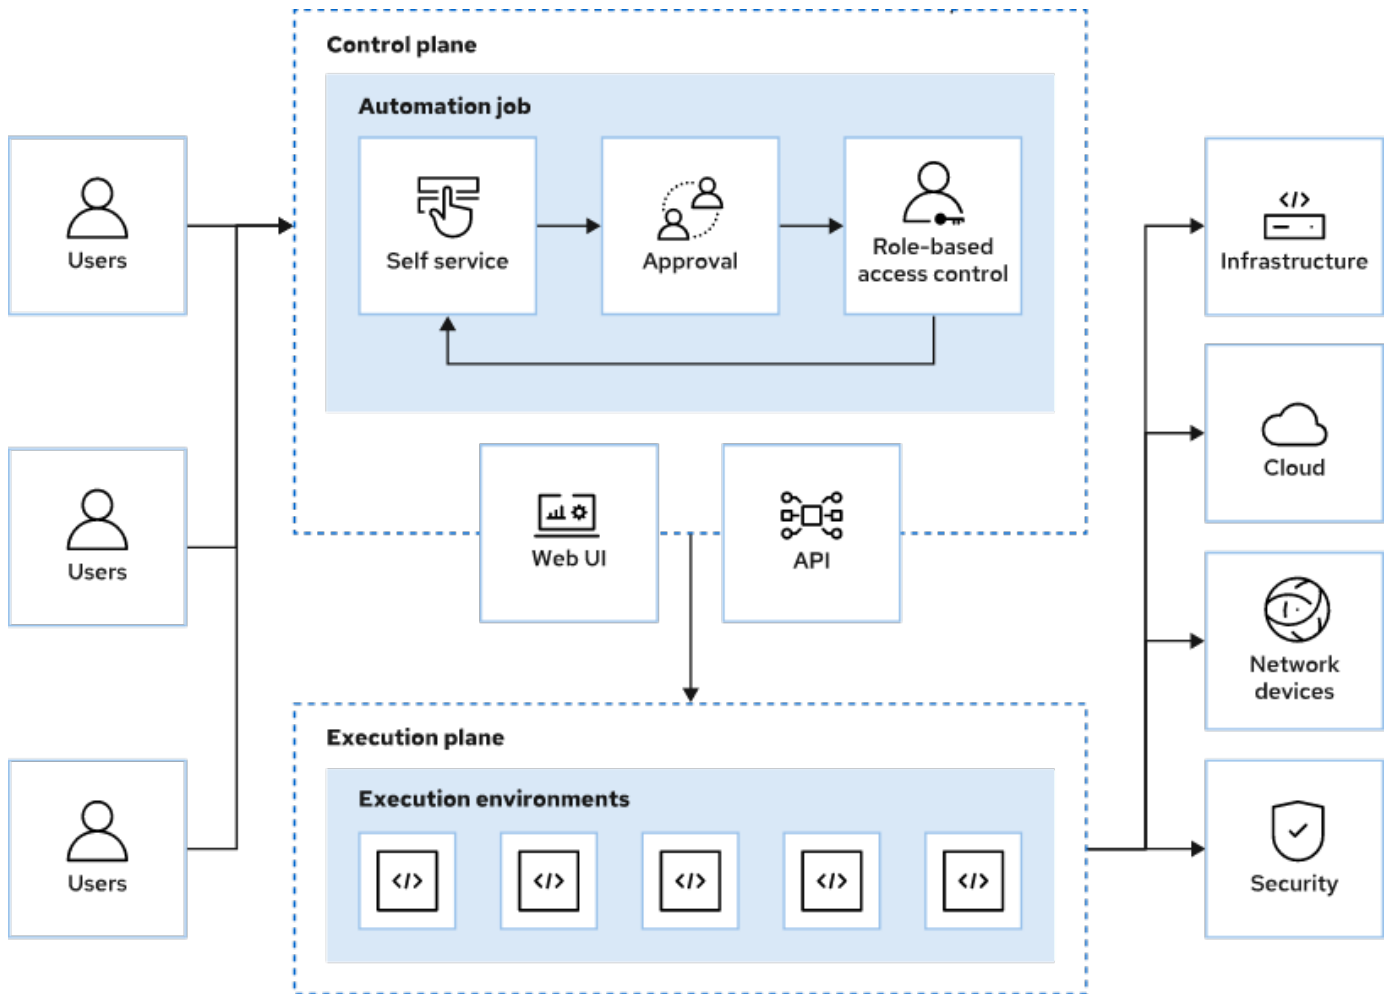 Control plane
Automation job
Users
Self service
Approval
Role-based
access control
Infrastructure
Users
Web UI
API
Cloud
Network
devices
Execution plane
Execution environments
Users
</>
</>
</>
</>
</>
</>
Security